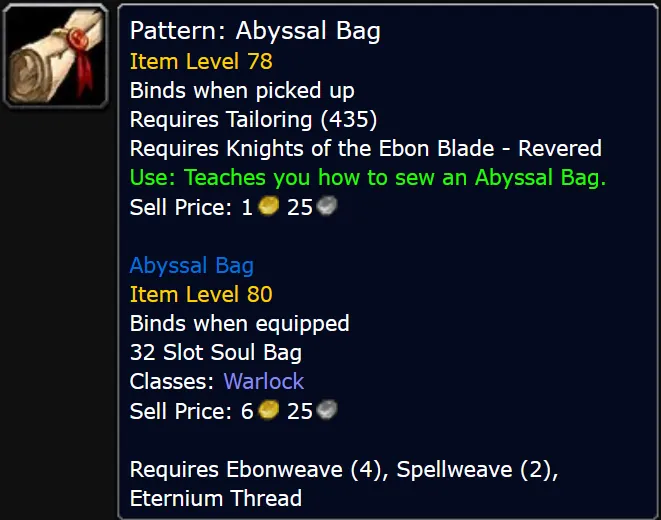 Pattern: Abyssal Bag
Item Level 78
Binds when picked up
Requires Tailoring (435)
Requires Knights of the Ebon Blade - Revered
Use: Teaches you how to sew an Abyssal Bag.
Sell Price: 1 25
Abyssal Bag
Item Level 80
Binds when equipped
32 Slot Soul Bag
Classes: Warlock
Sell Price: 6 25
Requires Ebonweave (4), Spellweave (2),
Eternium Thread